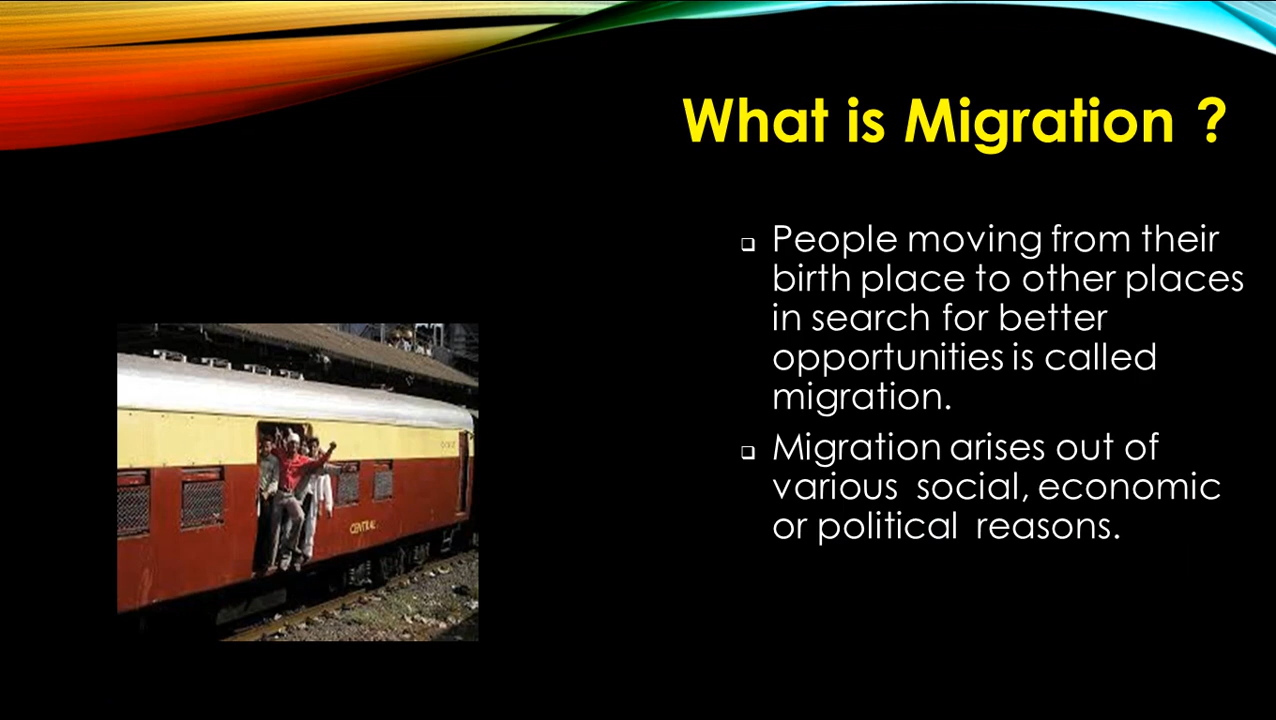 What is Migration ?
People moving from their
birth place to other places
in search for better
opportunities is called
migration.
Migration arises out of
various social, economic
or political reasons.
CENTRAL